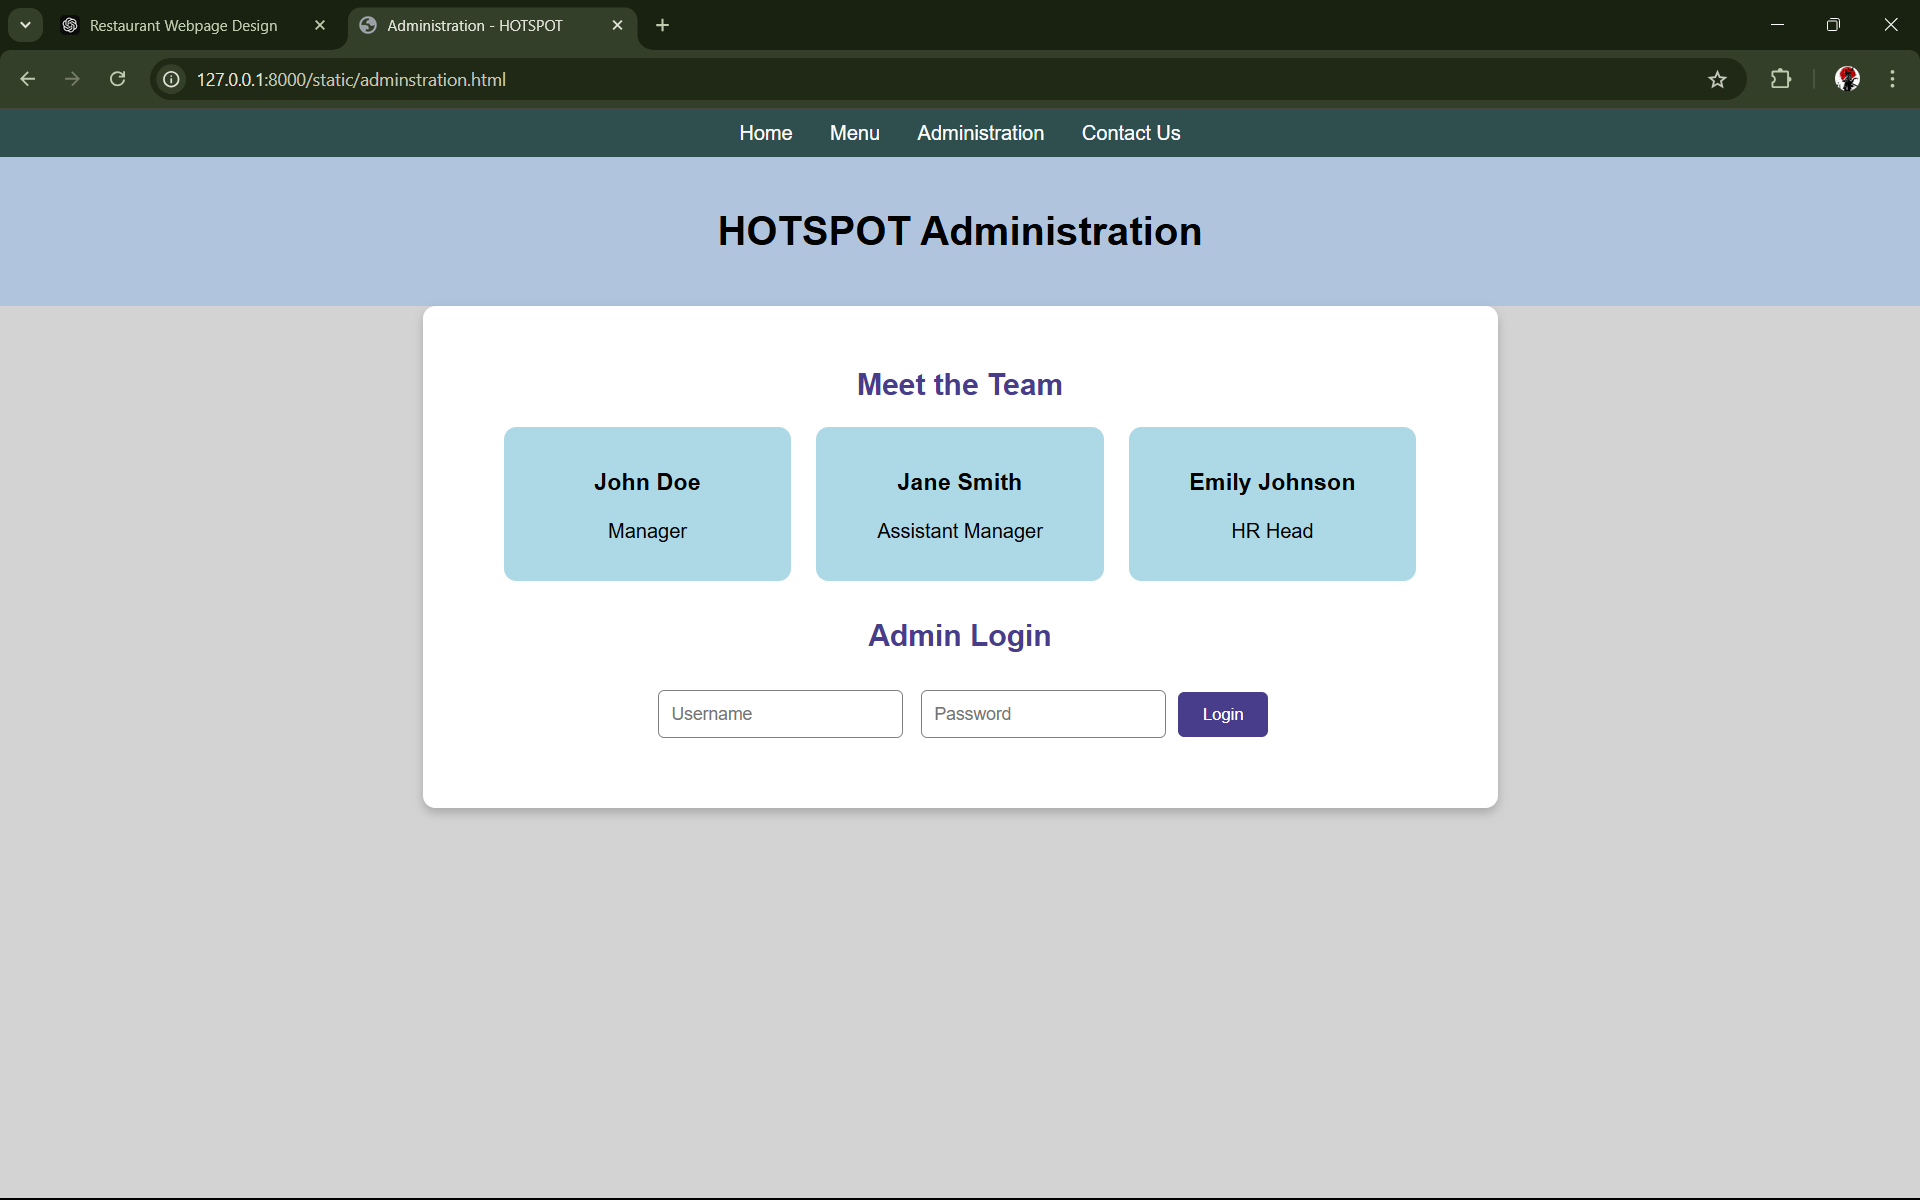 Restaurant Webpage Design
Administration - HOTSPOT
127.0.0.1:8000/static/adminstration.html
Home Menu Administration Contact Us
HOTSPOT Administration
Meet the Team
John Doe Jane Smith Emily Johnson
Manager Assistant Manager HR Head
Admin Login
Username Password Login